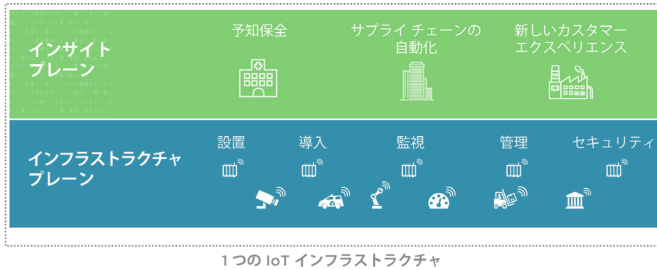 インサイト
プレーン
予知保全
サプライ チェーンの
自動化
新しいカスタマー
エクスペリエンス
インフラストラクチャ
プレーン
設置
導入
監視
管理
セキュリティ
1 つの IoT インフラストラクチャ